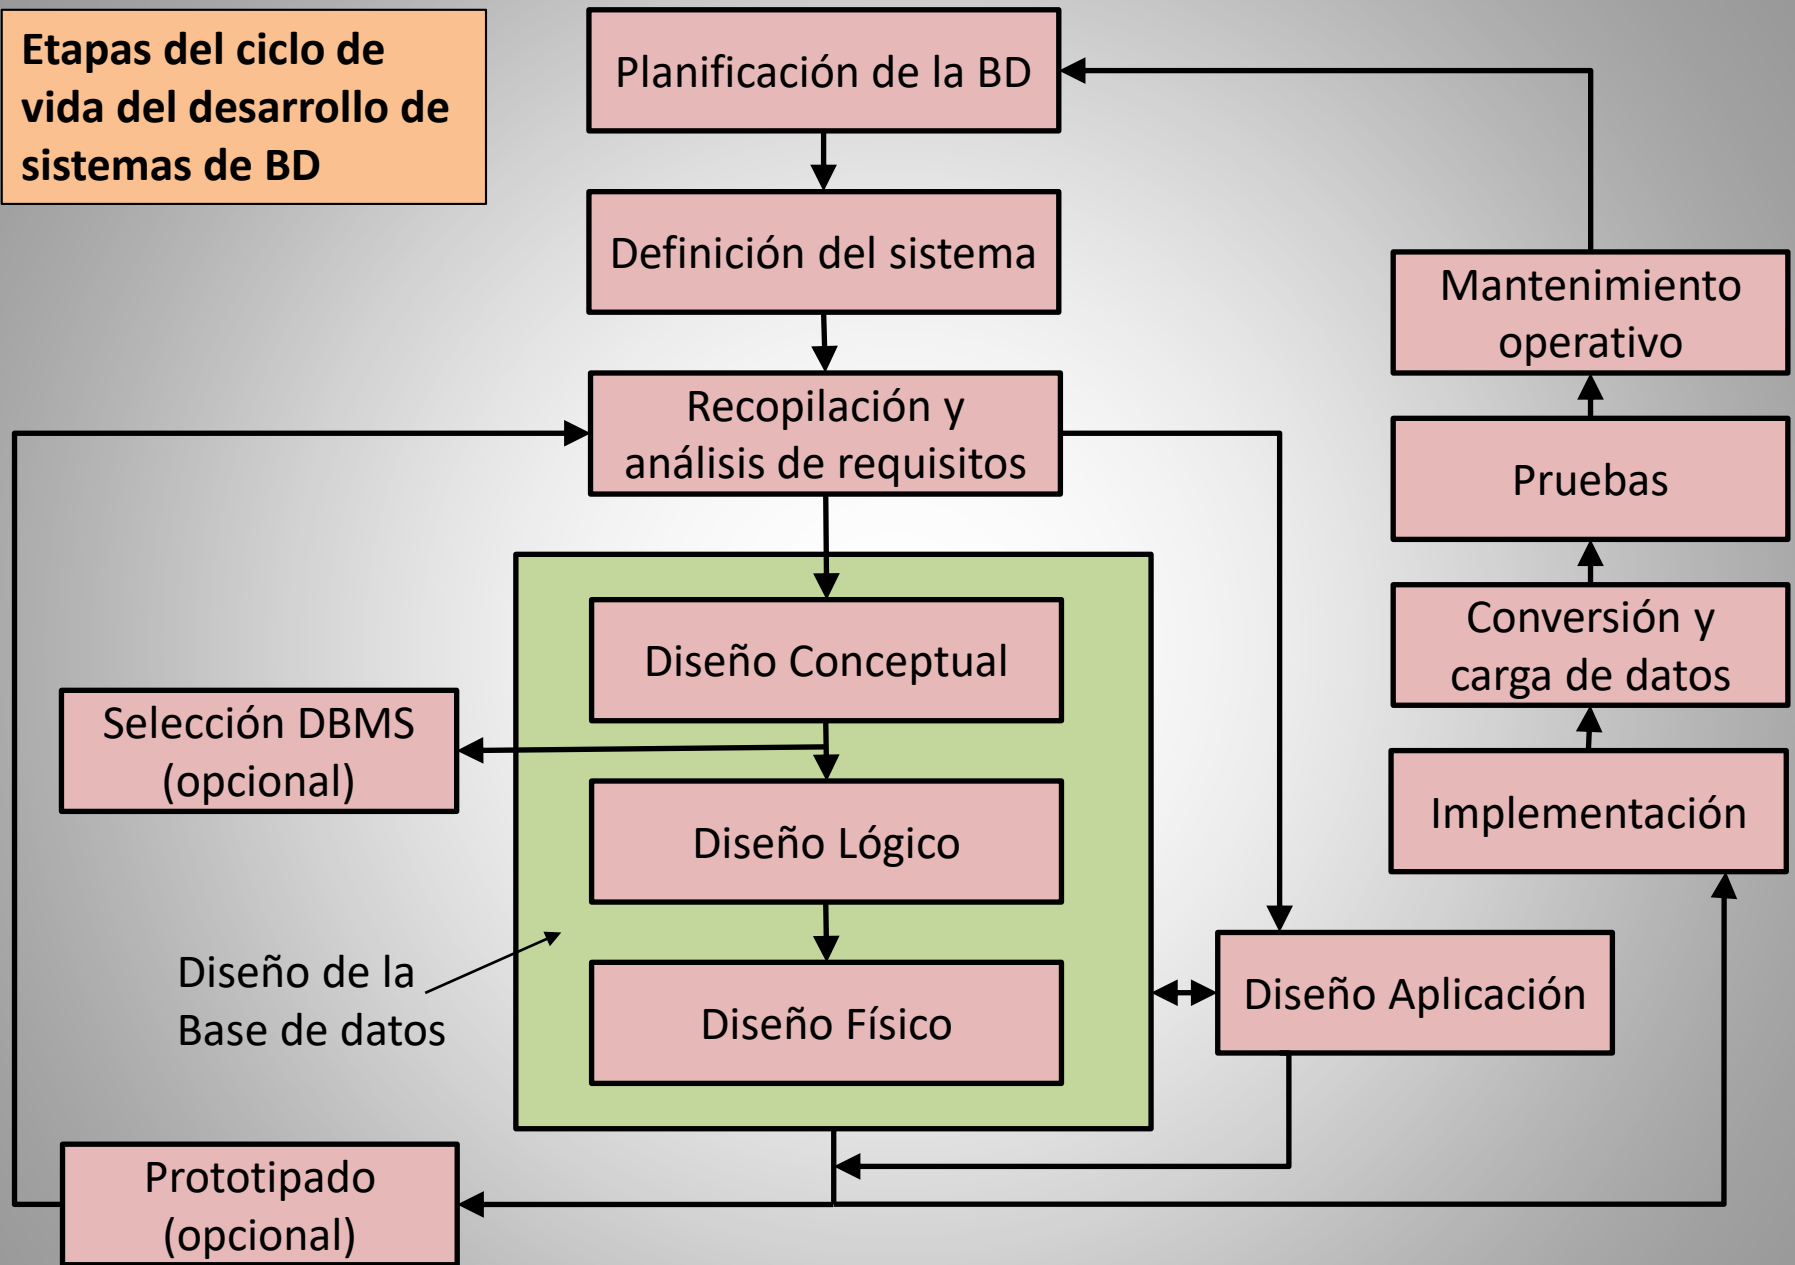 Etapas del ciclo de
vida del desarrollo de
sistemas de BD
Planificación de la BD
Definición del sistema
Recopilación y
análisis de requisitos
Diseño Conceptual
Selección DBMS
(opcional)
Diseño Lógico
Diseño de la
Base de datos
Diseño Físico
Diseño Aplicación
Prototipado
(opcional)
Mantenimiento
operativo
Pruebas
Conversión y
carga de datos
Implementación